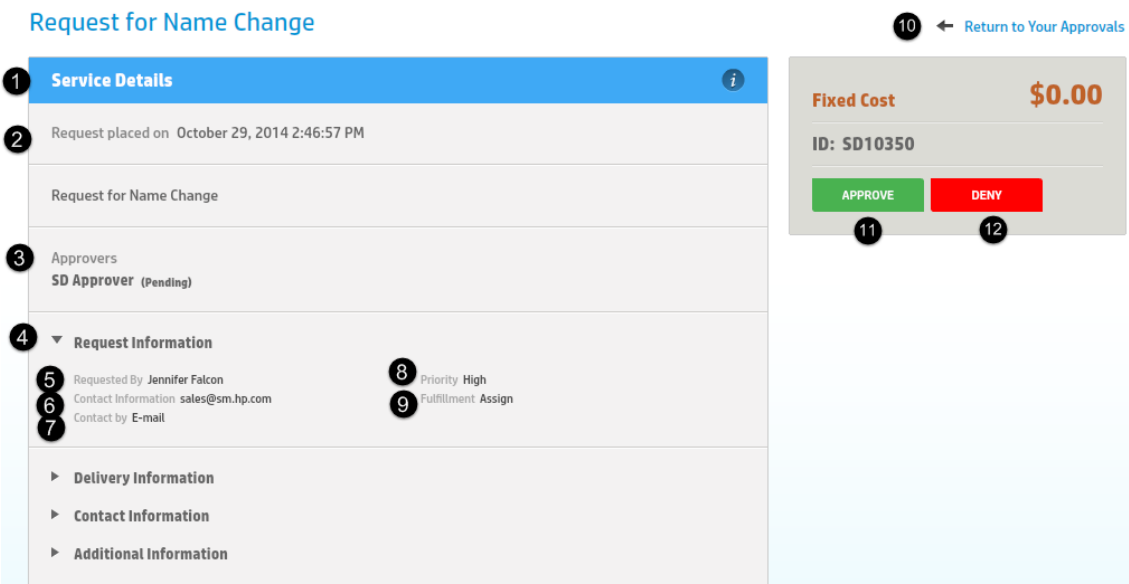 Request for Name Change
10 Return to Your Approvals
1 Service Details i
2 Request placed on October 29, 2014 2:46:57 PM
Request for Name Change
3 Approvers
SD Approver (Pending)
4 Request Information
5 Requested By Jennifer Falcon
6 Contact Information sales@sm.hp.com
7 Contact by E-mail
8 Priority High
9 Fulfillment Assign
Delivery Information
Contact Information
Additional Information
Fixed Cost $0.00
ID: SD10350
APPROVE DENY
11 12